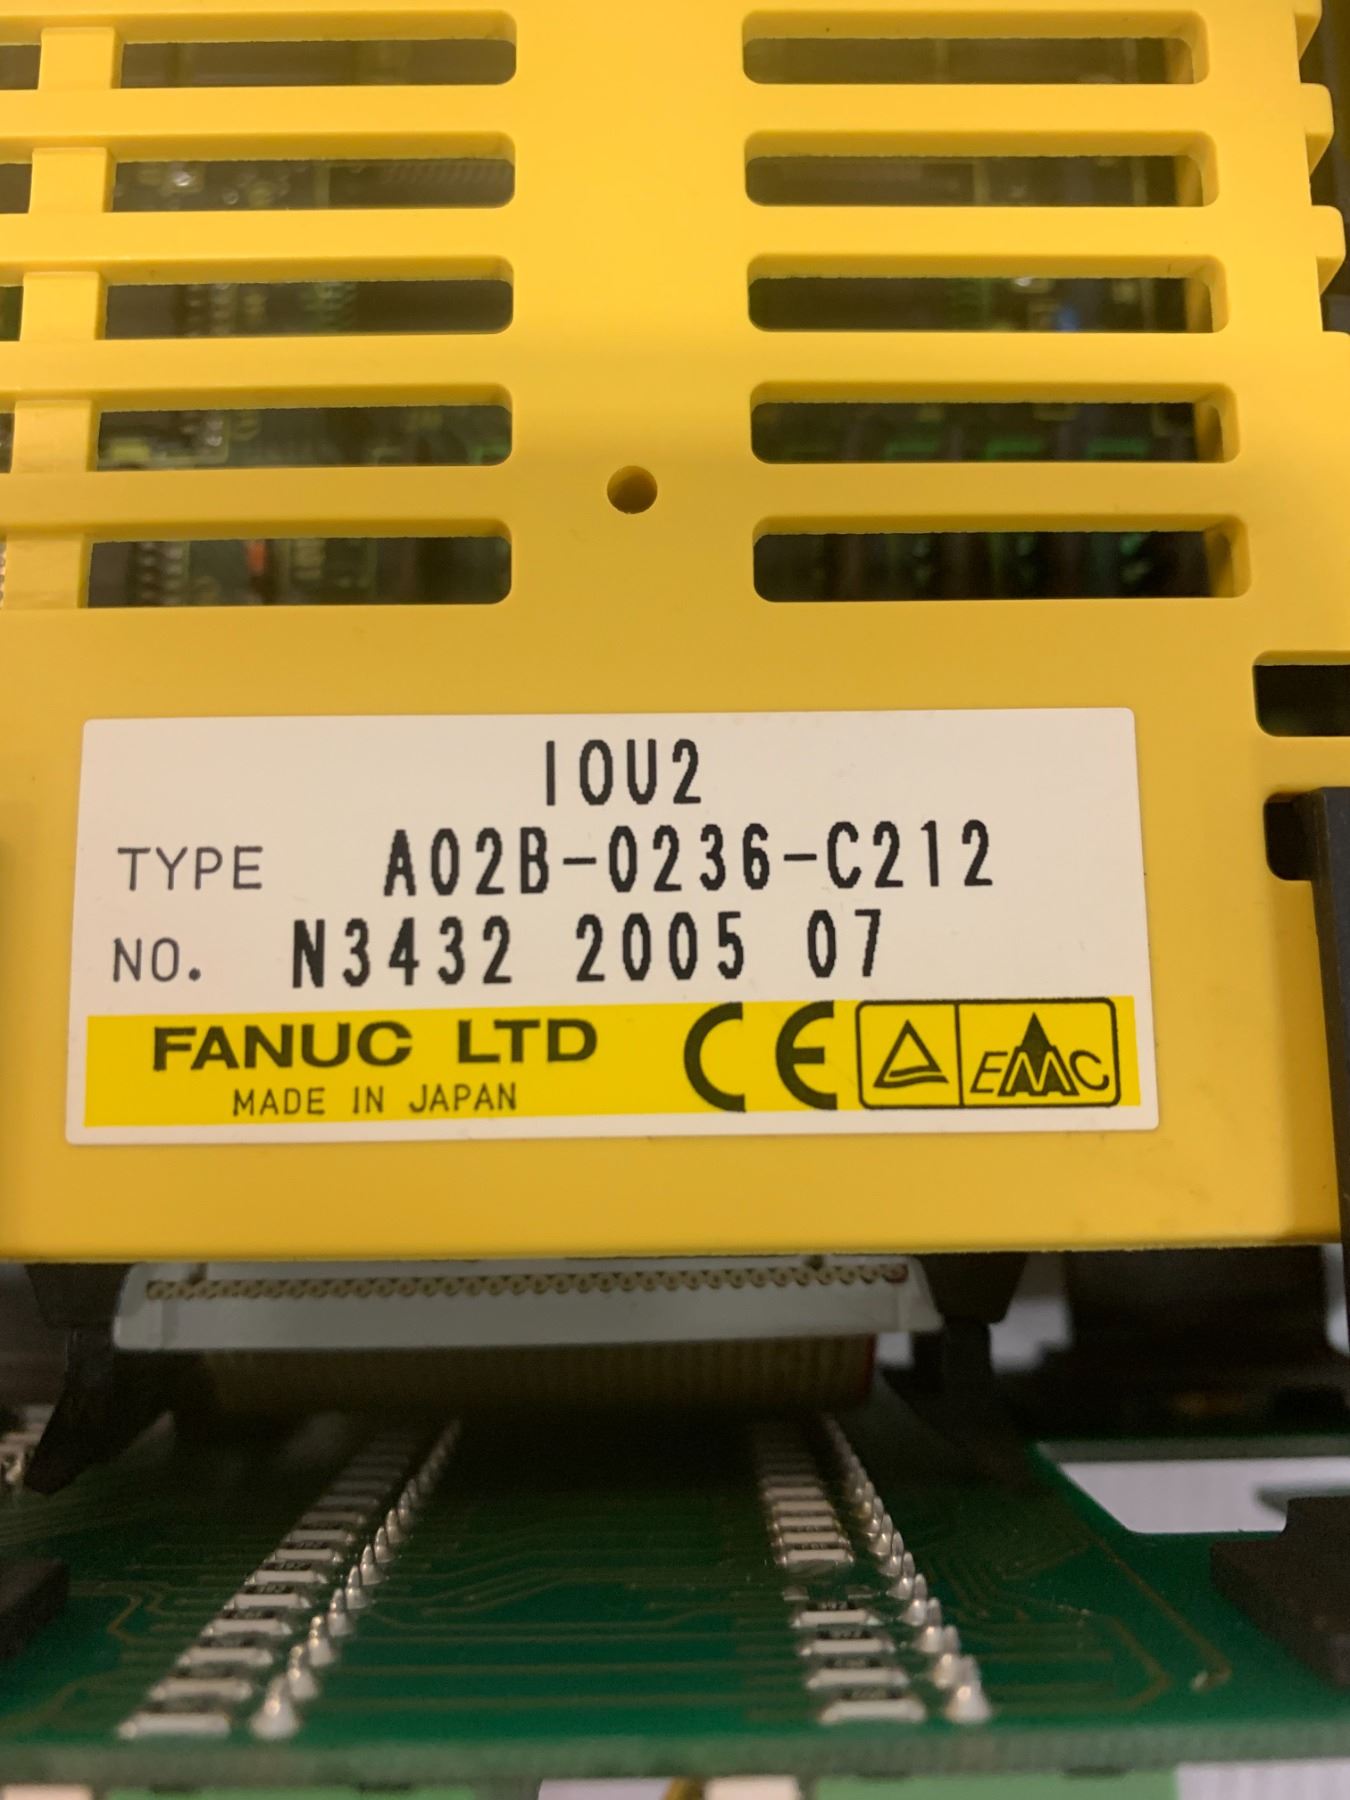 IOU2
TYPE A02B-0236-C212
NO. N3432 2005 07
FANUC LTD CE EMC
MADE IN JAPAN